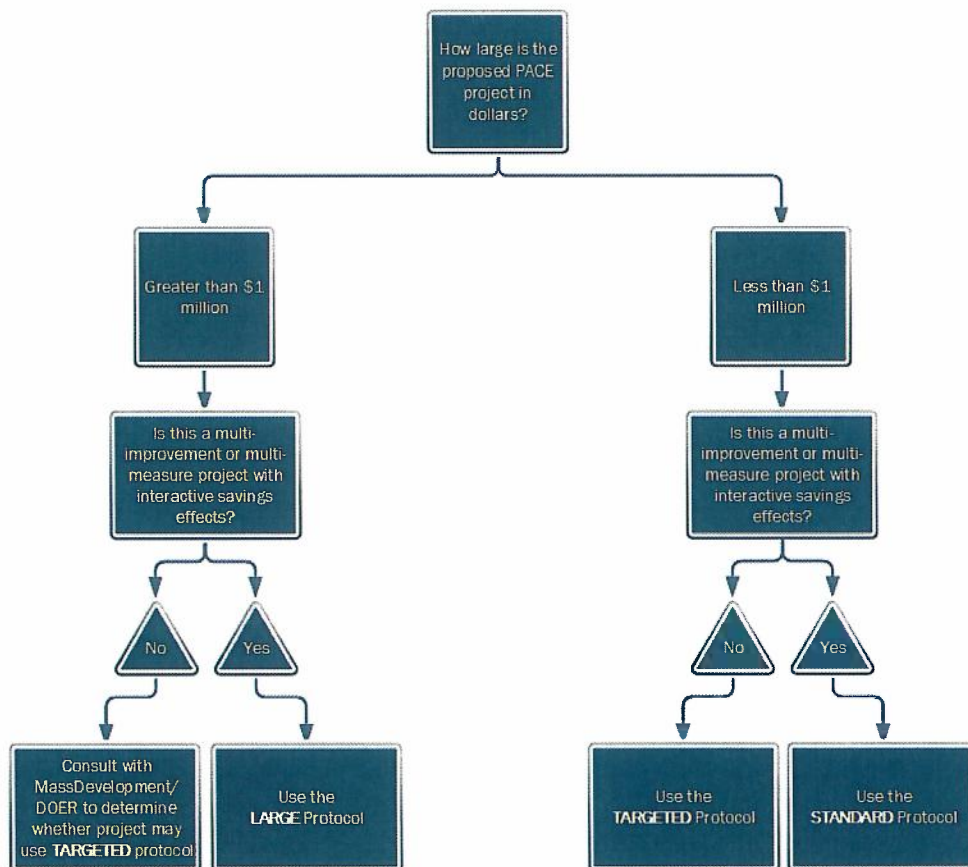 How large is the
proposed PACE
project in
dollars?
Greater than $1
million
Less than $1
million
Is this a multi-
improvement or multi-
measure project with
interactive savings
effects?
Is this a multi-
improvement or multi-
measure project with
interactive savings
effects?
No
Yes
No
Yes
Consult with
MassDevelopment/
DOER to determine
whether project may
use TARGETED protocol
Use the
LARGE Protocol
Use the
TARGETED Protocol
Use the
STANDARD Protocol